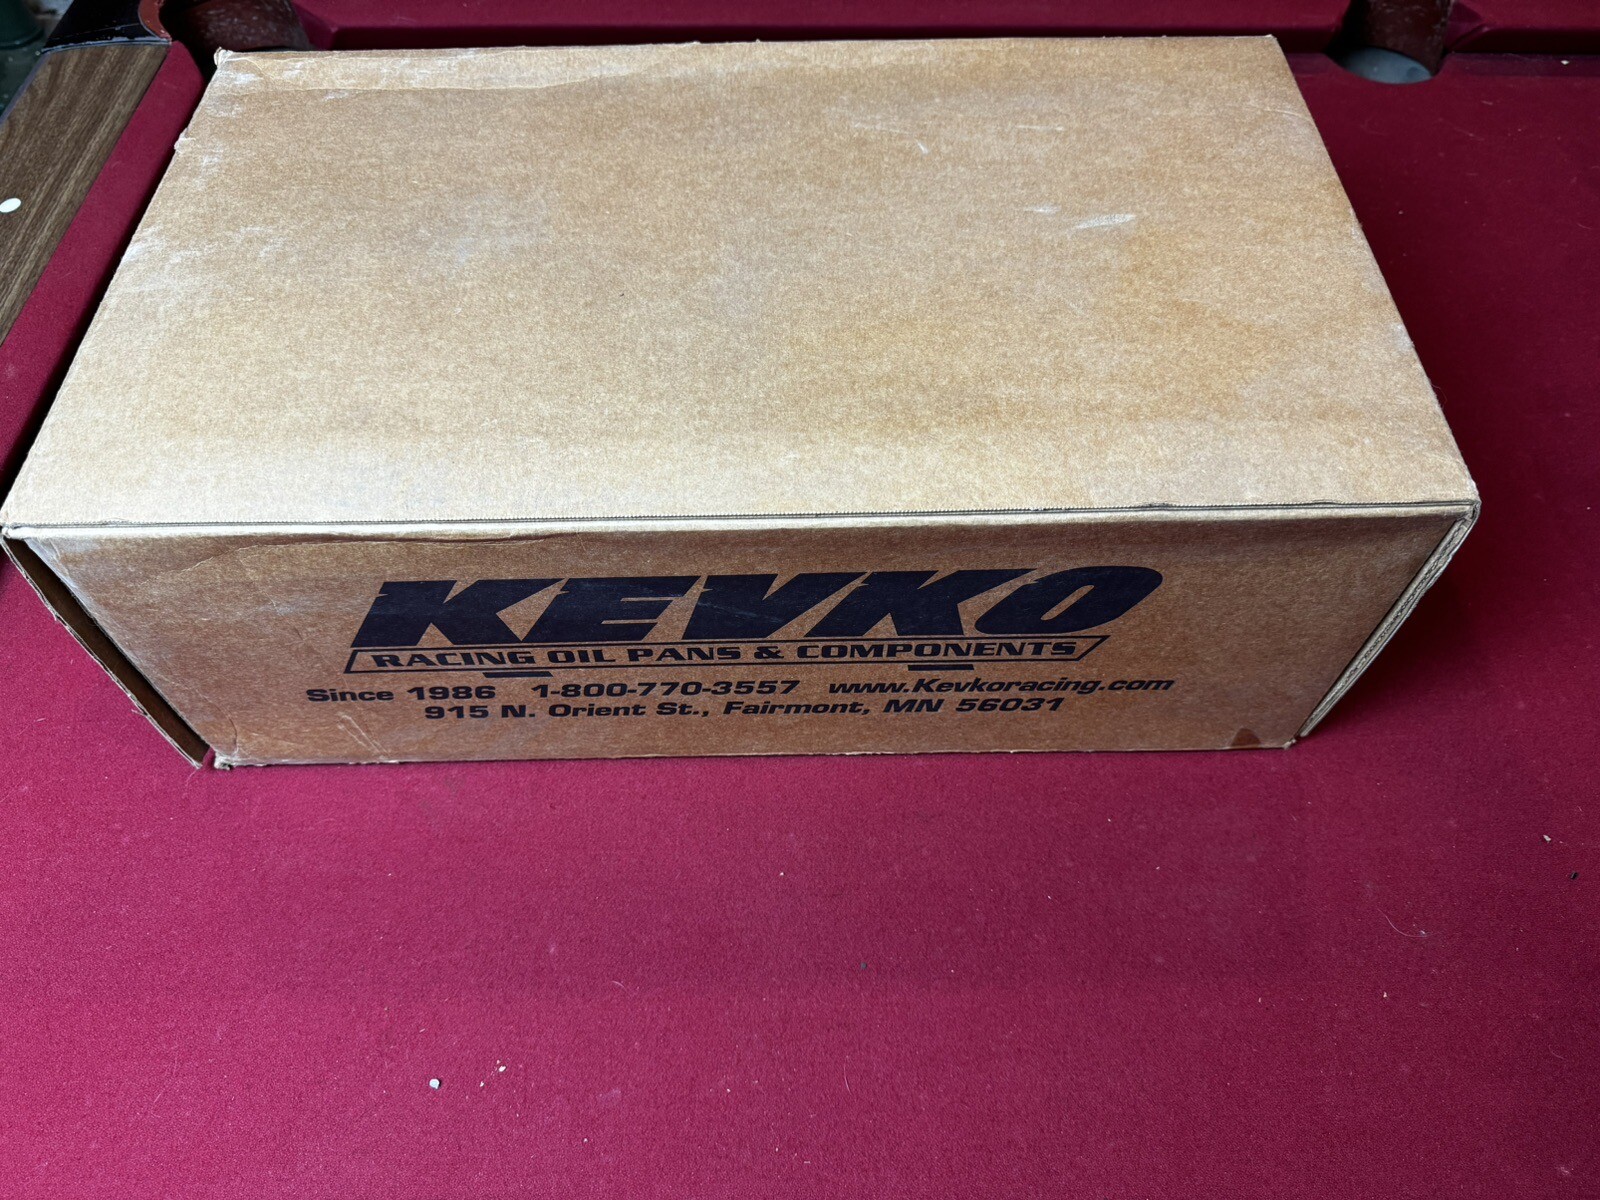 KEVKO
RACING OIL PANS & COMPONENTS
Since 1986 1-800-770-3557 www.Kevkoracing.com
915 N. Orient St., Fairmont, MN 56031